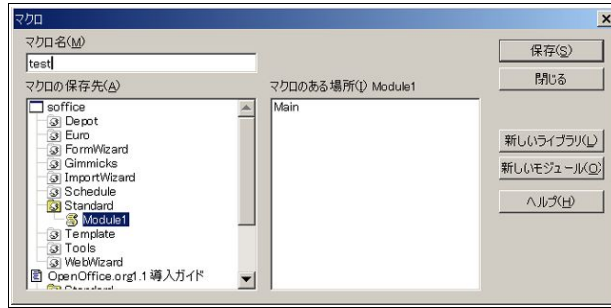 マクロ
マクロ名(M)
test
保存(S)
閉じる
マクロの保存先(A)
マクロのある場所(I) Module1
soffice
Depot
Euro
FormWizard
Gimmicks
ImportWizard
Schedule
Standard
Module1
Template
Tools
WebWizard
OpenOffice.org1.1 導入ガイド
Standard
Main
新しいライブラリ(L)
新しいモジュール(O)
ヘルプ(H)